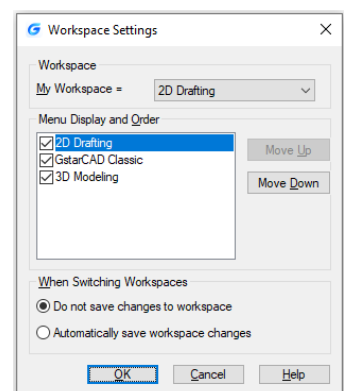 Workspace Settings
Workspace
My Workspace =
2D Drafting
Menu Display and Order
2D Drafting
GstarCAD Classic
3D Modeling
Move Up
Move Down
When Switching Workspaces
Do not save changes to workspace
Automatically save workspace changes
OK
Cancel
Help